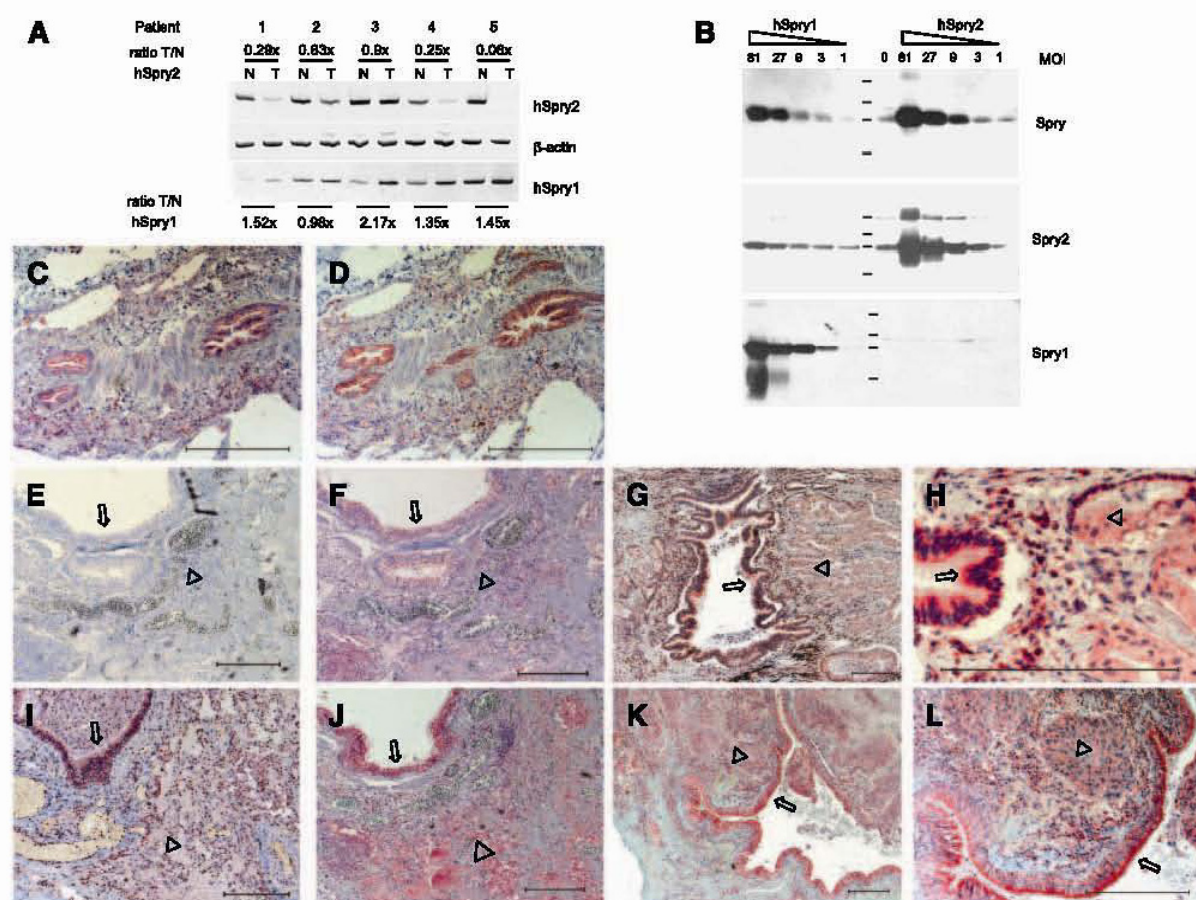 A
Patient 1 2 3 4 5
ratio T/N 0.29x 0.63x 0.9x 0.25x 0.06x
hSpry2 N T N T N T N T N T
hSpry2
β-actin
hSpry1
ratio T/N
hSpry1 1.52x 0.98x 2.17x 1.35x 1.45x
B
hSpry1 hSpry2
81 27 9 3 1 0 81 27 9 3 1 MOI
Spry
Spry2
Spry1
C
D
E
F
G
H
I
J
K
L